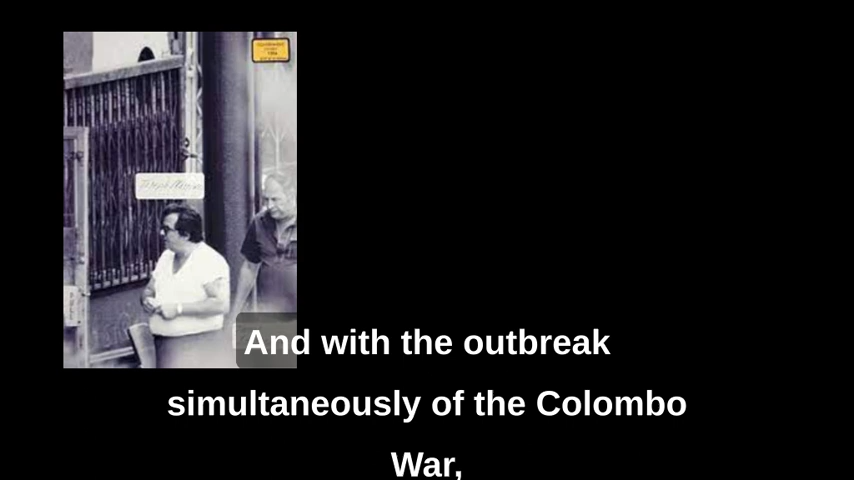 And with the outbreak
simultaneously of the Colombo
War,